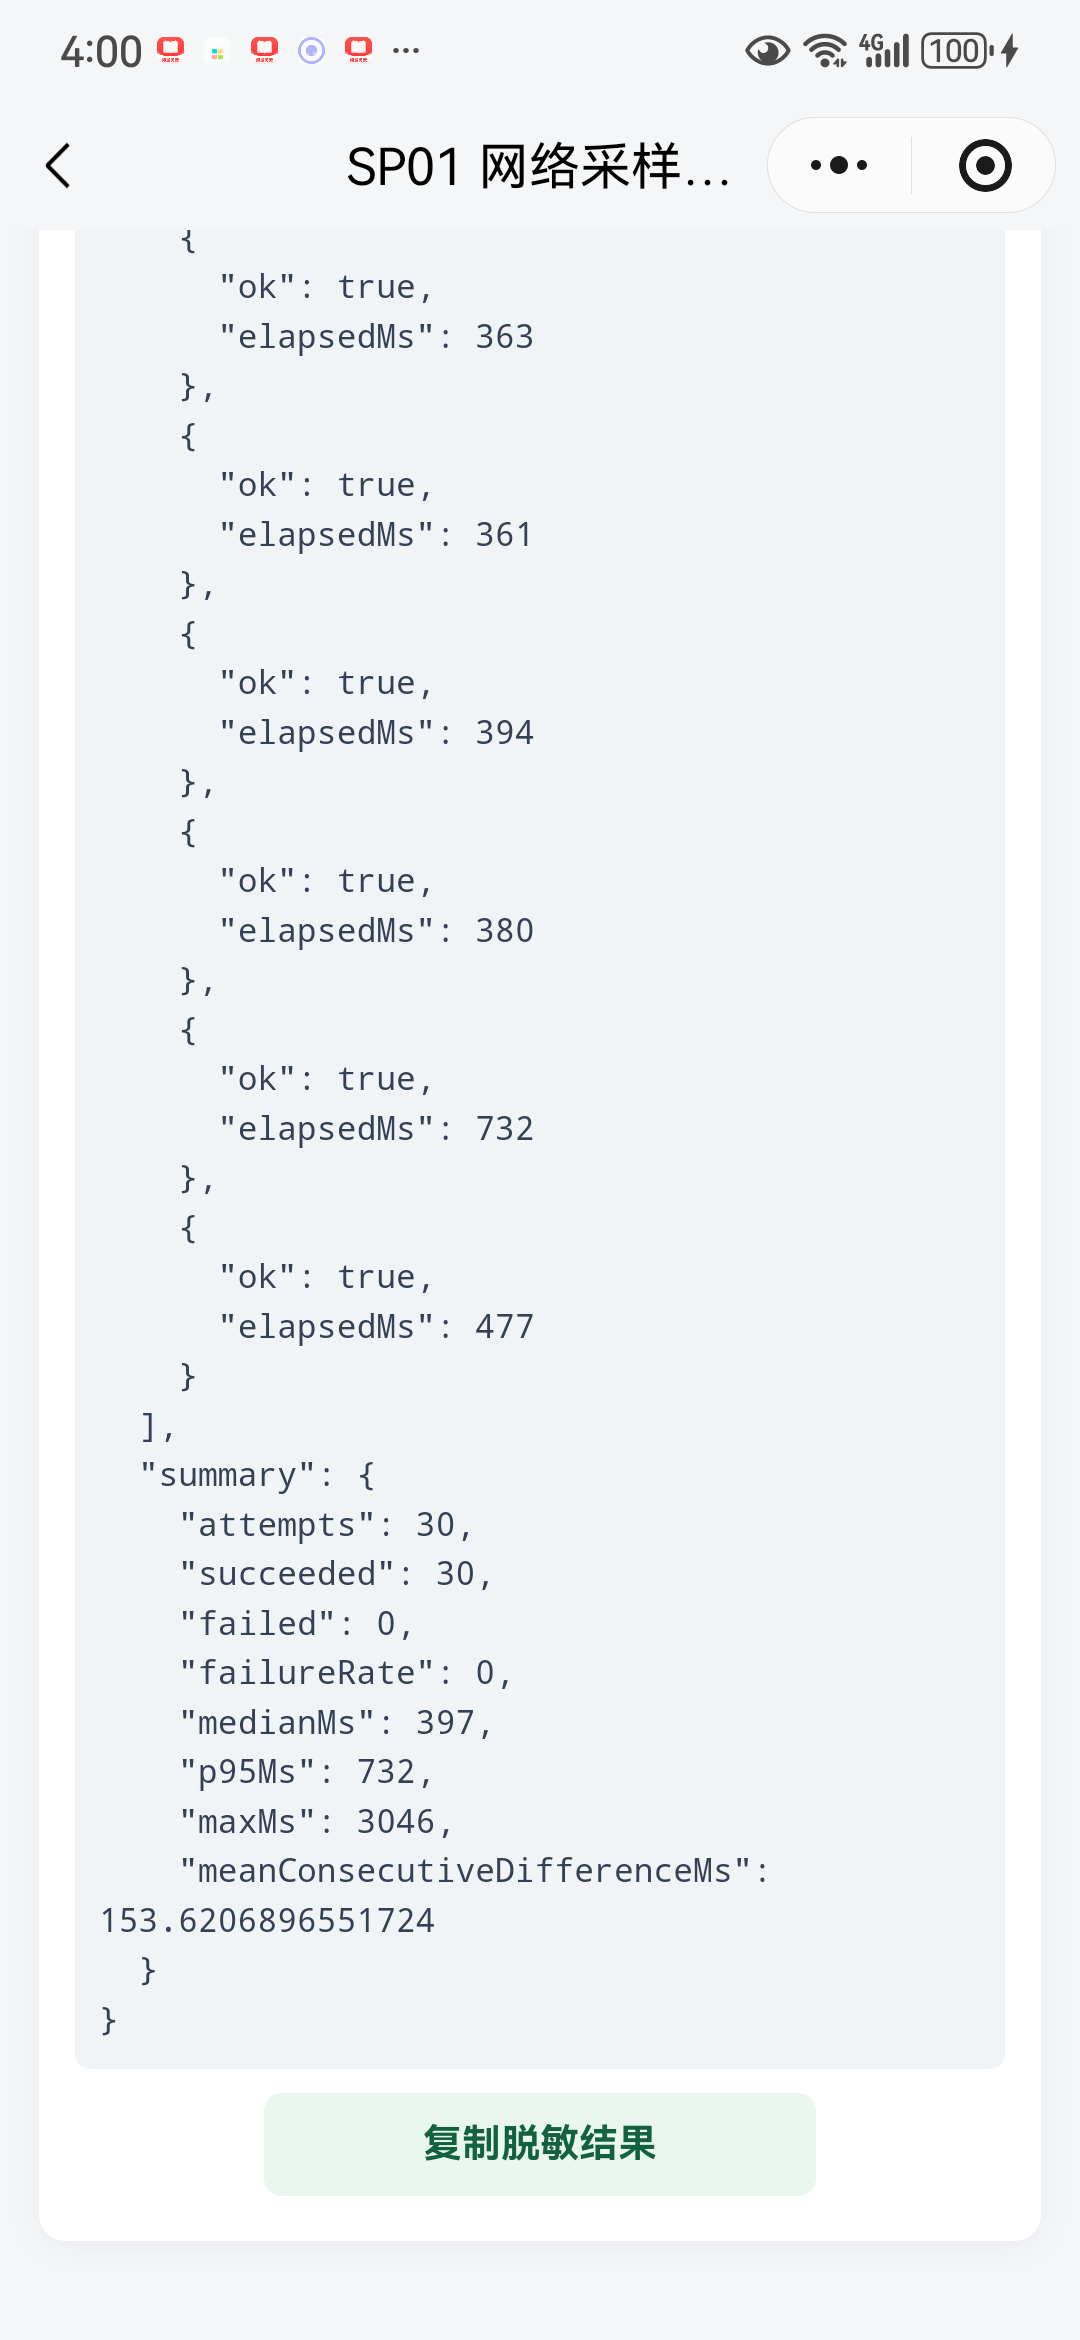 4:00
4G
100
SP01 网络采样...
{
"ok": true,
"elapsedMs": 363
},
{
"ok": true,
"elapsedMs": 361
},
{
"ok": true,
"elapsedMs": 394
},
{
"ok": true,
"elapsedMs": 380
},
{
"ok": true,
"elapsedMs": 732
},
{
"ok": true,
"elapsedMs": 477
}
],
"summary": {
"attempts": 30,
"succeeded": 30,
"failed": 0,
"failureRate": 0,
"medianMs": 397,
"p95Ms": 732,
"maxMs": 3046,
"meanConsecutiveDifferenceMs":
153.6206896551724
}
}
复制脱敏结果